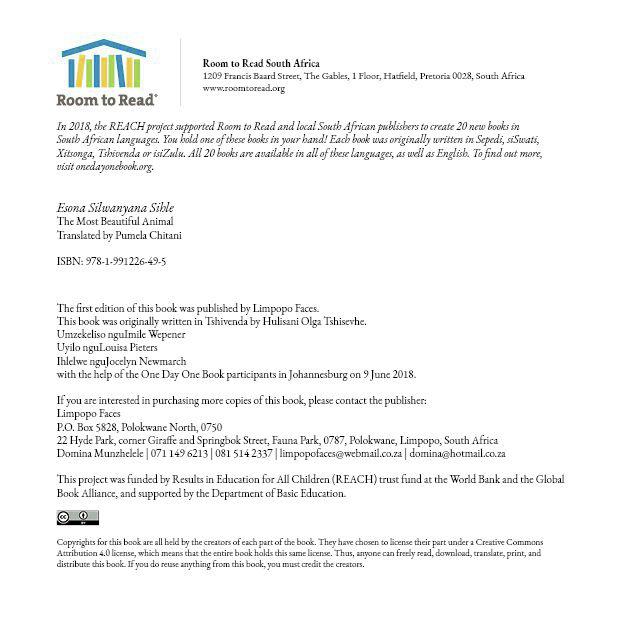 Room to Read
Room to Read South Africa
1209 Francis Baard Street, The Gables, 1 Floor, Hatfield, Pretoria 0028, South Africa
www.roomtoread.org
In 2018, the REACH project supported Room to Read and local South African publishers to create 20 new books in
South African languages. You hold one of these books in your hand! Each book was originally written in Sepedi, siSwati,
Xitsonga, Tshivenda or isiZulu. All 20 books are available in all of these languages, as well as English. To find out more,
visit onedayonebook.org.
Esona Silwanyana Sihle
The Most Beautiful Animal
Translated by Pumela Chitani
ISBN: 978-1-991226-49-5
The first edition of this book was published by Limpopo Faces.
This book was originally written in Tshivenda by Hulisani Olga Tshisevhe.
Umzekeliso nguImile Wepener
Uyilo nguLouisa Pieters
Ihlelwe nguJocelyn Newmarch
with the help of the One Day One Book participants in Johannesburg on 9 June 2018.
If you are interested in purchasing more copies of this book, please contact the publisher:
Limpopo Faces
P.O. Box 5828, Polokwane North, 0750
22 Hyde Park, corner Giraffe and Springbok Street, Fauna Park, 0787, Polokwane, Limpopo, South Africa
Domina Munzhelele | 071 149 6213 | 081 514 2337 | limpopofaces@webmail.co.za | domina@hotmail.co.za
This project was funded by Results in Education for All Children (REACH) trust fund at the World Bank and the Global
Book Alliance, and supported by the Department of Basic Education.
cc BY
Copyrights for this book are all held by the creators of each part of the book. They have chosen to license their part under a Creative Commons
Attribution 4.0 license, which means that the entire book holds this same license. Thus, anyone can freely read, download, translate, print, and
distribute this book. If you do reuse anything from this book, you must credit the creators.